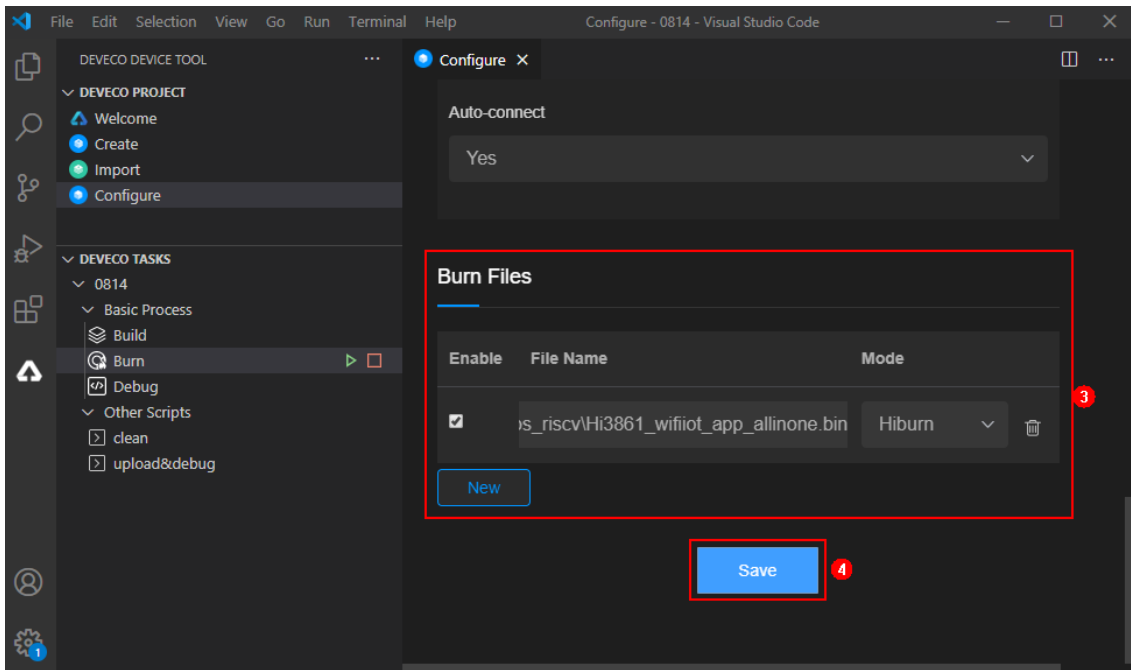 File Edit Selection View Go Run Terminal Help Configure - 0814 - Visual Studio Code
DEVECO DEVICE TOOL
DEVECO PROJECT
Welcome
Create
Import
Configure
DEVECO TASKS
0814
Basic Process
Build
Burn
Debug
Other Scripts
clean
upload&debug
1
Configure
Auto-connect
Yes
Burn Files
Enable File Name Mode
s_riscv\Hi3861_wifiiot_app_allinone.bin Hiburn
3
New
Save
4